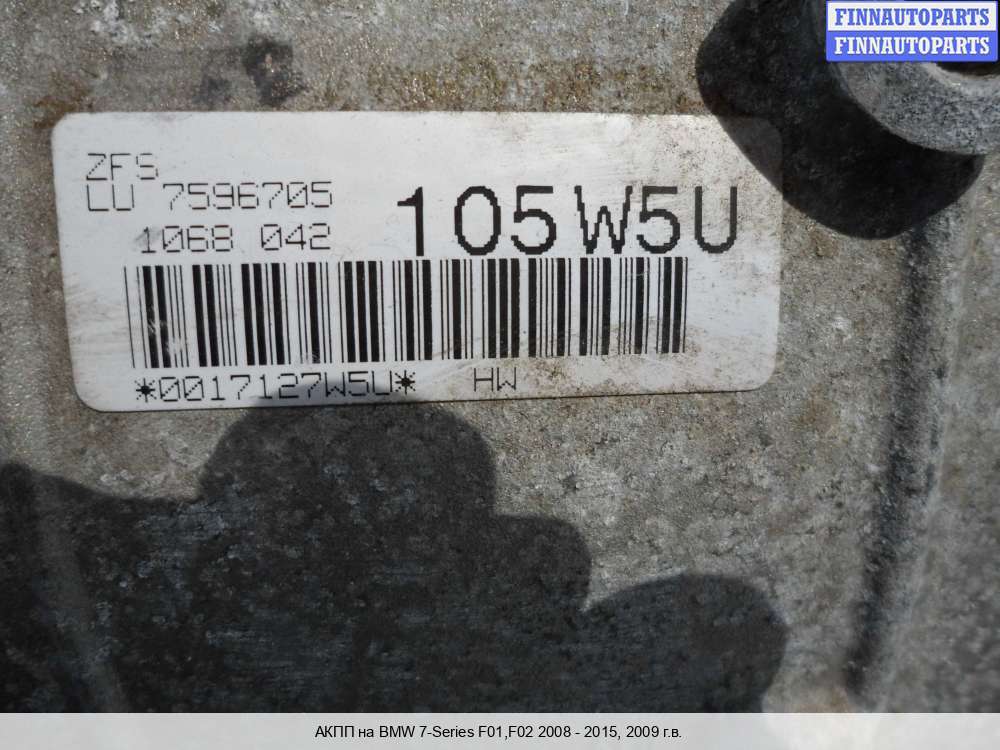 FINNAUTOPARTS
FINNAUTOPARTS
ZFS
LU 7596705
1068 042
105W5U
*0017127W5U* HW
АКПП на BMW 7-Series F01,F02 2008 - 2015, 2009 г.в.